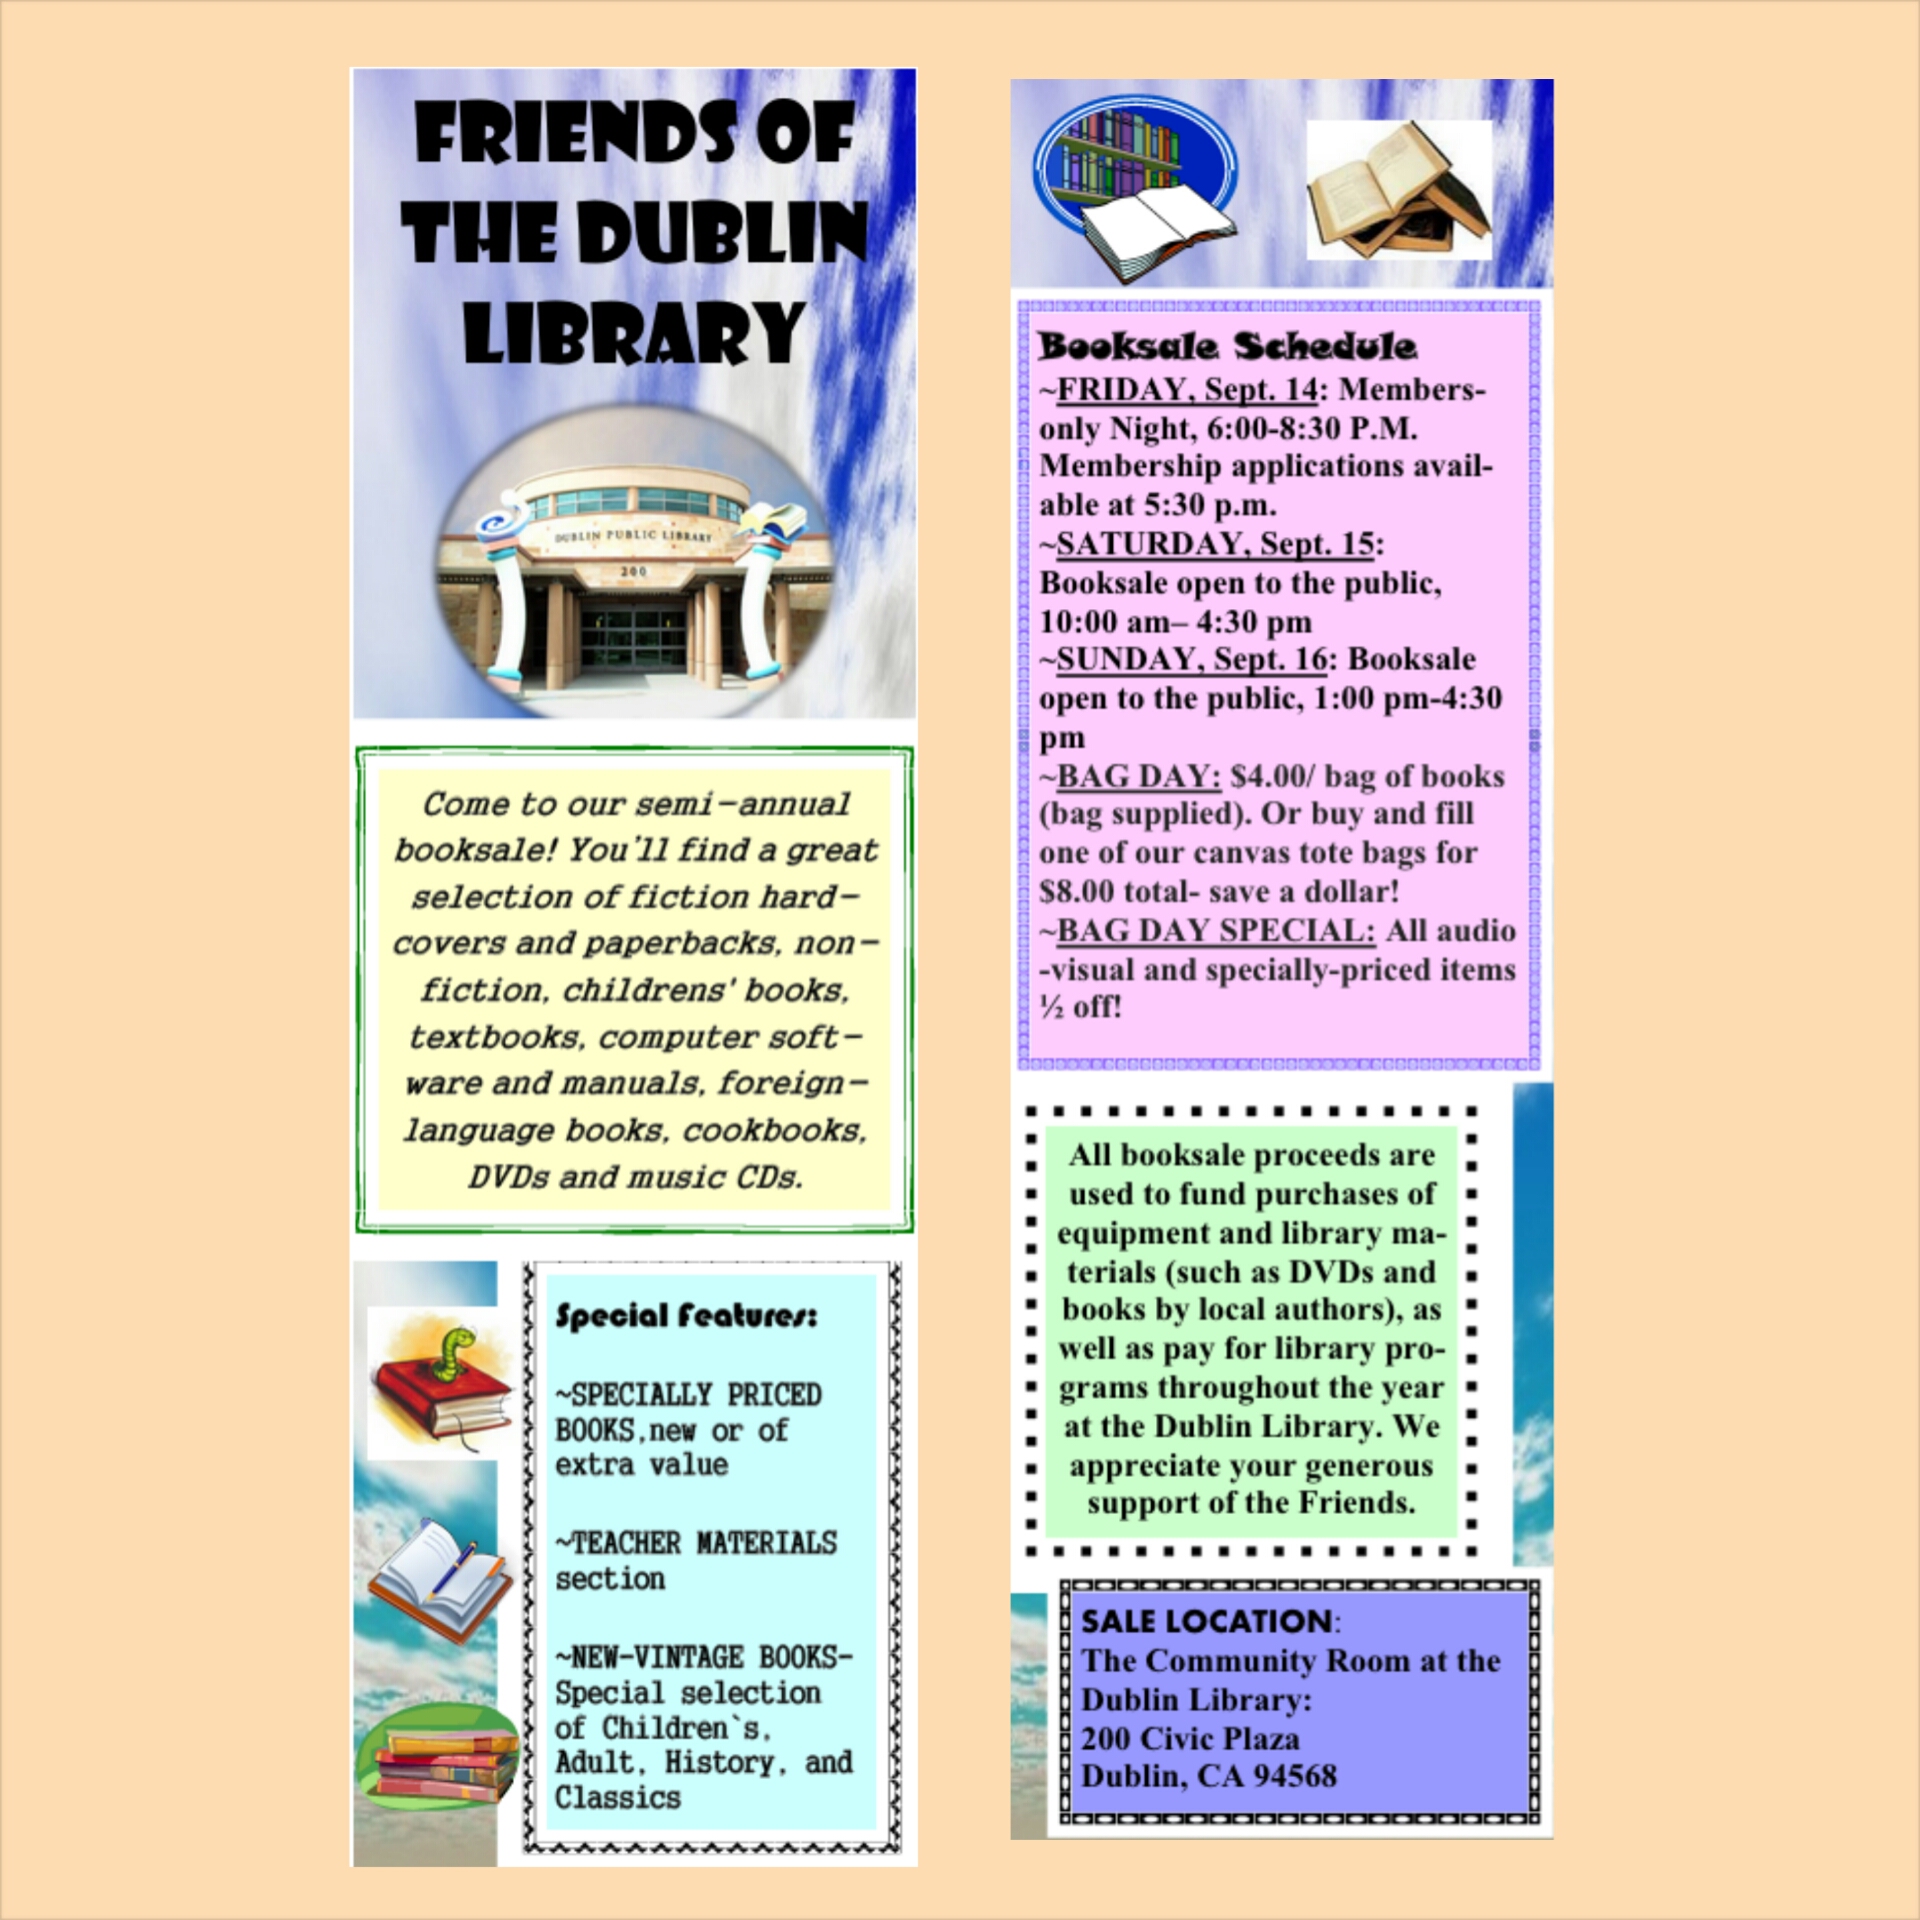 FRIENDS OF
THE DUBLIN
LIBRARY
DUBLIN PUBLIC LIBRARY
200
Come to our semi-annual
booksale! You'll find a great
selection of fiction hard-
covers and paperbacks, non-
fiction, childrens' books,
textbooks, computer soft-
ware and manuals, foreign-
language books, cookbooks,
DVDs and music CDs.
Special Features:
~SPECIALLY PRICED
BOOKS,new or of
extra value
~TEACHER MATERIALS
section
~NEW-VINTAGE BOOKS-
Special selection
of Children`s,
Adult, History, and
Classics
Booksale Schedule
~FRIDAY, Sept. 14: Members-
only Night, 6:00-8:30 P.M.
Membership applications avail-
able at 5:30 p.m.
~SATURDAY, Sept. 15:
Booksale open to the public,
10:00 am– 4:30 pm
~SUNDAY, Sept. 16: Booksale
open to the public, 1:00 pm-4:30
pm
~BAG DAY: $4.00/ bag of books
(bag supplied). Or buy and fill
one of our canvas tote bags for
$8.00 total- save a dollar!
~BAG DAY SPECIAL: All audio
-visual and specially-priced items
½ off!
All booksale proceeds are
used to fund purchases of
equipment and library ma-
terials (such as DVDs and
books by local authors), as
well as pay for library pro-
grams throughout the year
at the Dublin Library. We
appreciate your generous
support of the Friends.
SALE LOCATION:
The Community Room at the
Dublin Library:
200 Civic Plaza
Dublin, CA 94568